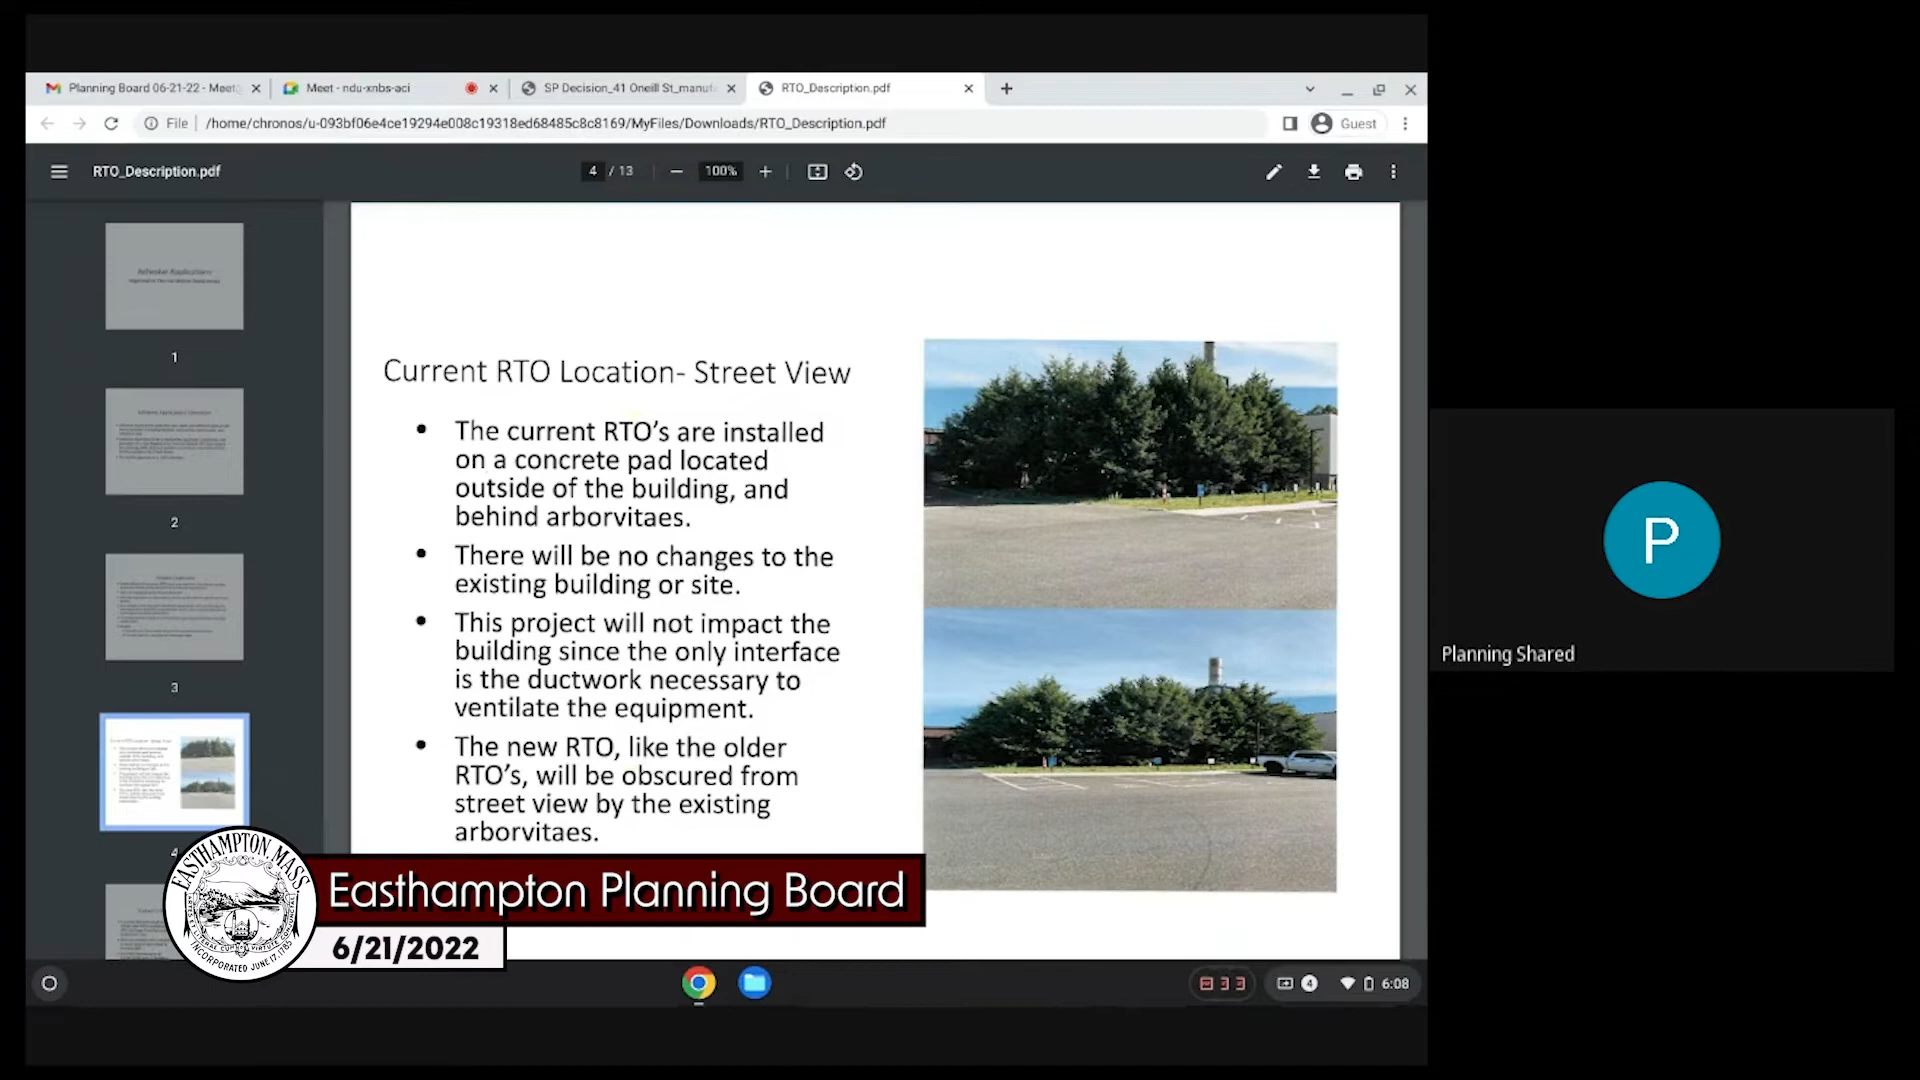 Planning Board 06-21-22 - Meet
Meet - ndu-xnbs-aci
SP Decision_41 Oneill St_manuf
RTO_Description.pdf
File
/home/chronos/u-093bf06e4ce19294e008c19318ed68485c8c8169/MyFiles/Downloads/RTO_Description.pdf
Guest
RTO_Description.pdf
4 / 13
100%
1
2
3
4
Current RTO Location- Street View
• The current RTO’s are installed
on a concrete pad located
outside of the building, and
behind arborvitaes.
• There will be no changes to the
existing building or site.
• This project will not impact the
building since the only interface
is the ductwork necessary to
ventilate the equipment.
• The new RTO, like the older
RTO’s, will be obscured from
street view by the existing
arborvitaes.
P
Planning Shared
EASTHAMPTON, MASS
INCORPORATED JUNE 17, 1785
Easthampton Planning Board
6/21/2022
4
6:08